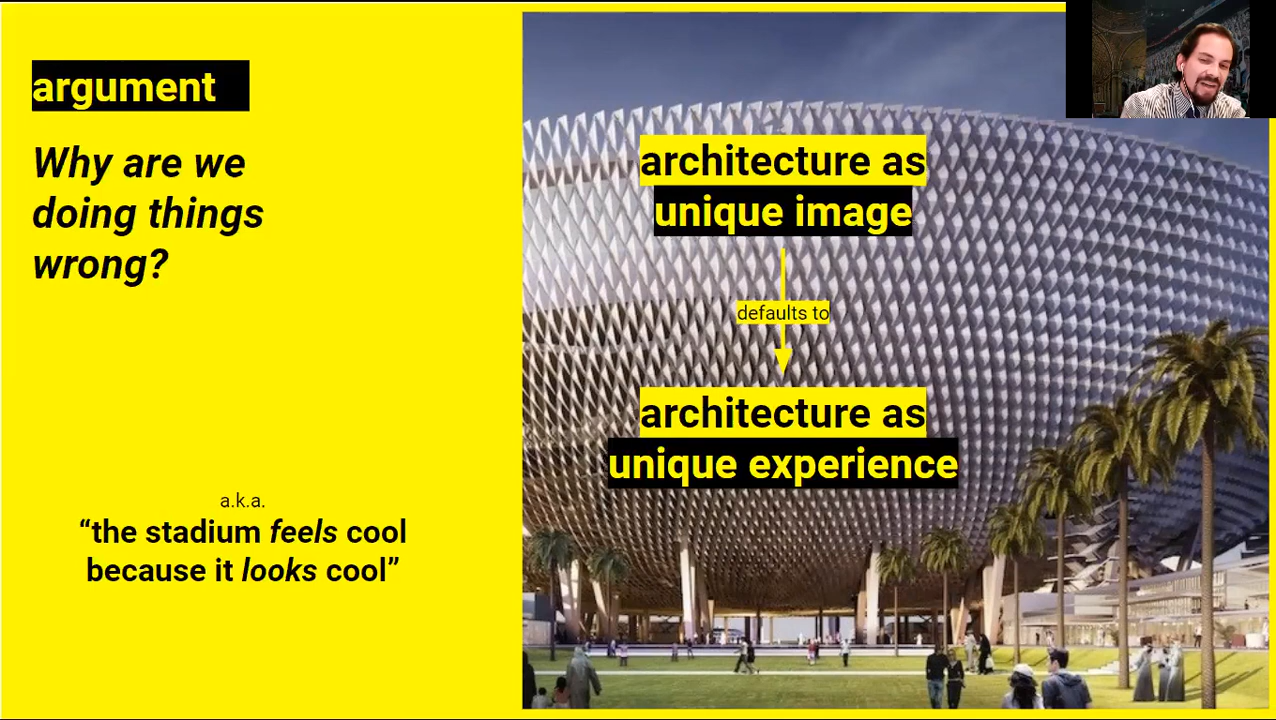 argument
Why are we
doing things
wrong?
a.k.a.
“the stadium feels cool
because it looks cool”
architecture as
unique image
defaults to
architecture as
unique experience